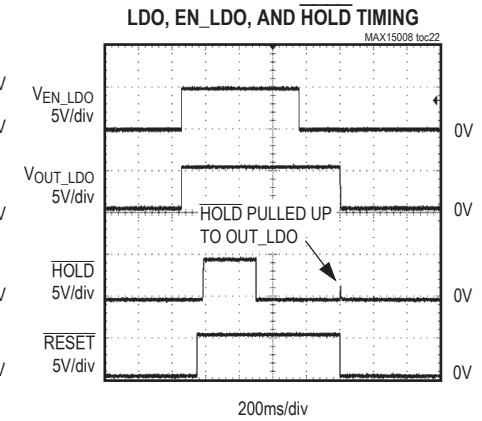 LDO, EN_LDO, AND HOLD TIMING
MAX15008 toc22
V
VEN_LDO
5V/div
V
0V
VOUT_LDO
5V/div
V
0V
HOLD PULLED UP
TO OUT_LDO
HOLD
5V/div
V
0V
RESET
5V/div
V
0V
200ms/div